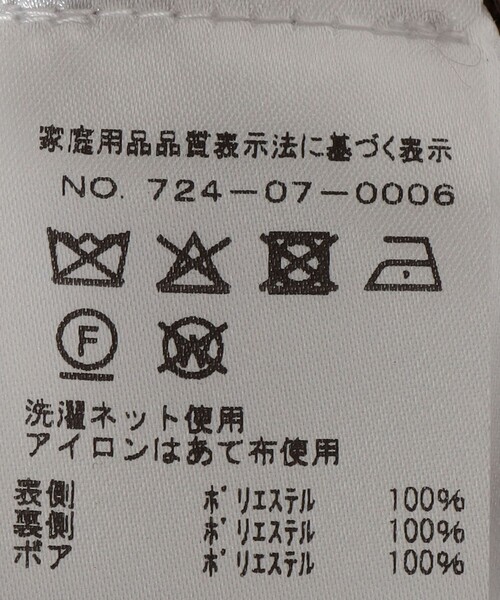 家庭用品品質表示法に基づく表示
NO. 724-07-0006
F
W
洗濯ネット使用
アイロンはあて布使用
表側 ポリエステル 100%
裏側 ポリエステル 100%
ボア ポリエステル 100%